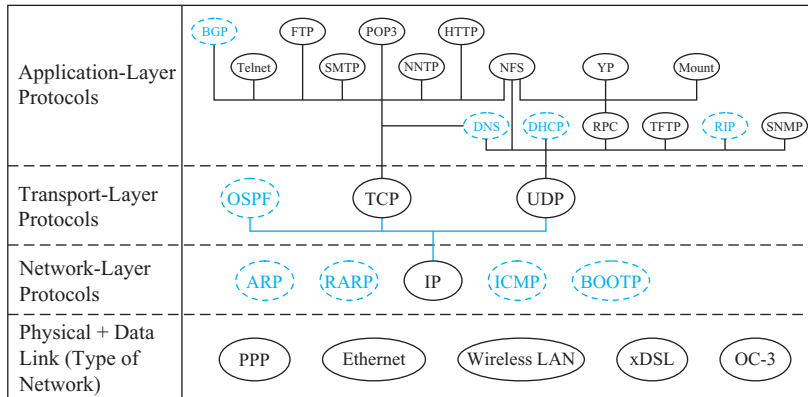 BGP FTP POP3 HTTP
Application-Layer
Protocols
Telnet SMTP NNTP NFS YP Mount
DNS DHCP RPC TFTP RIP SNMP
Transport-Layer
Protocols
OSPF TCP UDP
Network-Layer
Protocols
ARP RARP IP ICMP BOOTP
Physical + Data
Link (Type of
Network)
PPP Ethernet Wireless LAN xDSL OC-3